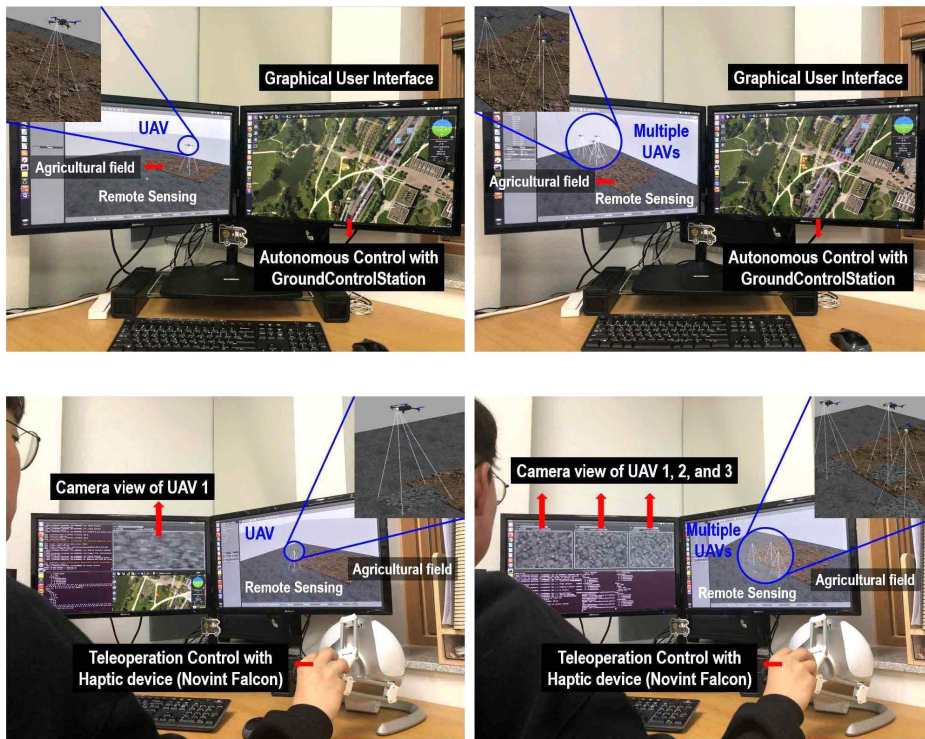 Graphical User Interface
UAV
Agricultural field
Remote Sensing
Autonomous Control with
GroundControlStation
Graphical User Interface
Multiple
UAVs
Agricultural field
Remote Sensing
Autonomous Control with
GroundControlStation
Camera view of UAV 1
UAV
Agricultural field
Remote Sensing
Teleoperation Control with
Haptic device (Novint Falcon)
Camera view of UAV 1, 2, and 3
Multiple
UAVs
Agricultural field
Remote Sensing
Teleoperation Control with
Haptic device (Novint Falcon)